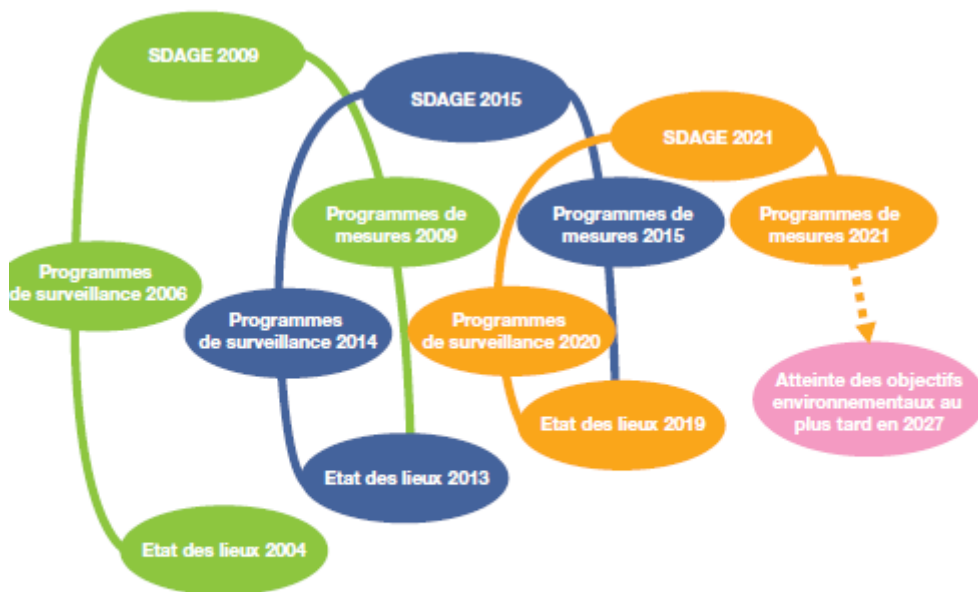 SDAGE 2009
SDAGE 2015
SDAGE 2021
Programmes de
mesures 2009
Programmes de
mesures 2015
Programmes de
mesures 2021
Programmes
de surveillance 2006
Programmes
de surveillance 2014
Programmes
de surveillance 2020
Atteinte des objectifs
environnementaux au
plus tard en 2027
Etat des lieux 2019
Etat des lieux 2013
Etat des lieux 2004